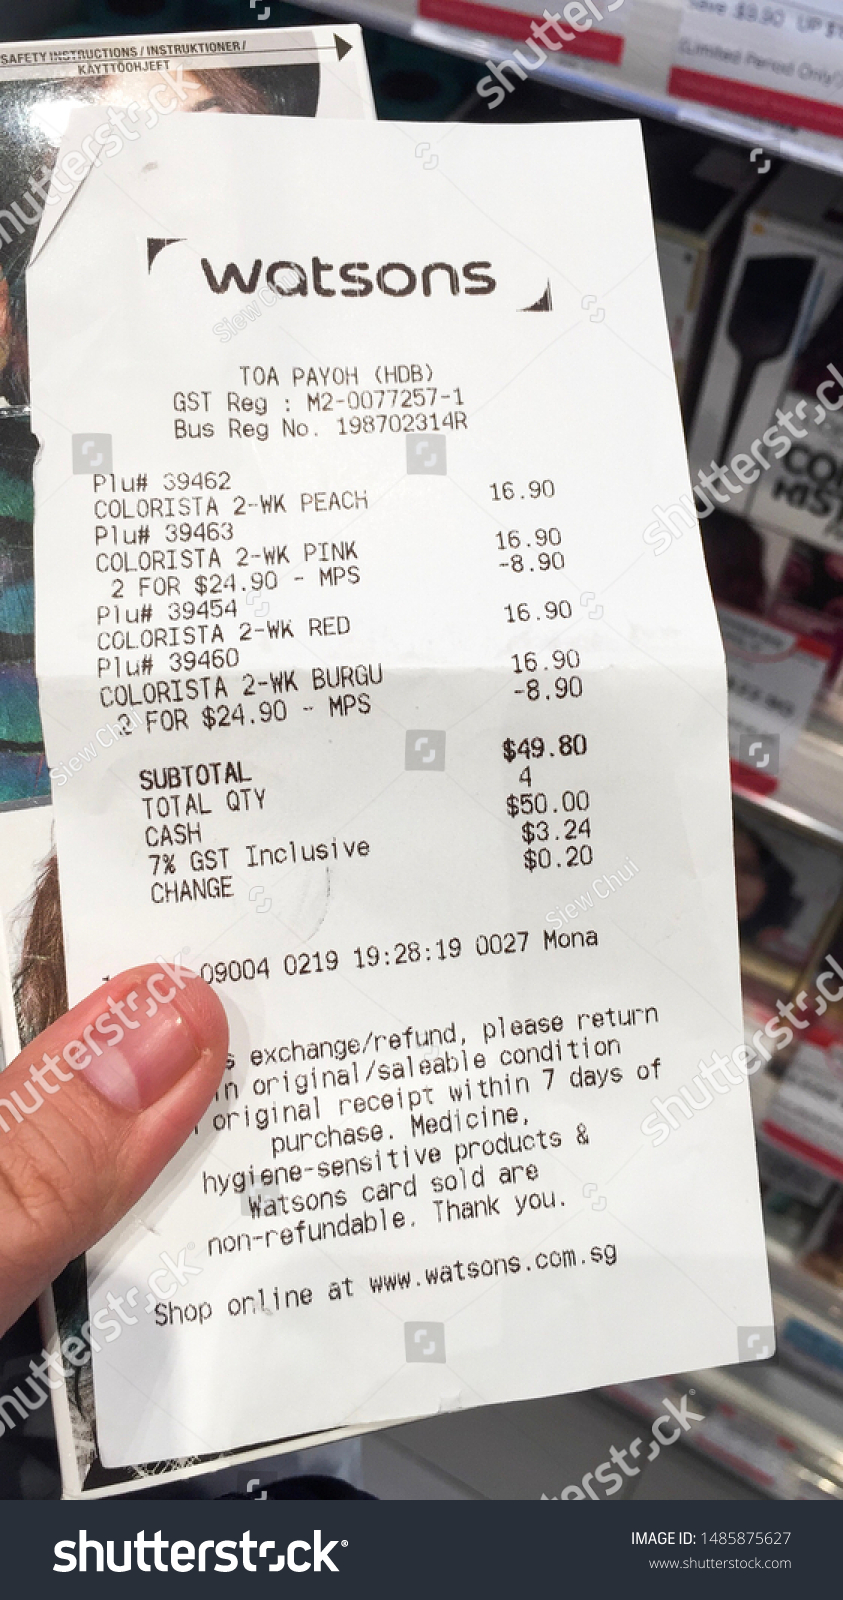 SAFETY INSTRUCTIONS / INSTRUKTIONER/
KÄYTTÖOHJEET
Save $9.90 UP
(Limited Period Only
watsons
TOA PAYOH (HDB)
GST Reg : M2-0077257-1
Bus Reg No. 198702314R
Plu# 39462
COLORISTA 2-WK PEACH 16.90
Plu# 39463
COLORISTA 2-WK PINK 16.90
2 FOR $24.90 - MPS -8.90
Plu# 39454
COLORISTA 2-WK RED 16.90
Plu# 39460
COLORISTA 2-WK BURGU 16.90
2 FOR $24.90 - MPS -8.90
SUBTOTAL $49.80
TOTAL QTY 4
CASH $50.00
7% GST Inclusive $3.24
CHANGE $0.20
09004 0219 19:28:19 0027 Mona
exchange/refund, please return
in original/saleable condition
original receipt within 7 days of
purchase. Medicine,
hygiene-sensitive products &
Watsons card sold are
non-refundable. Thank you.
Shop online at www.watsons.com.sg
shutterstock
Siew Chui
shutterstock
IMAGE ID: 1485875627
www.shutterstock.com